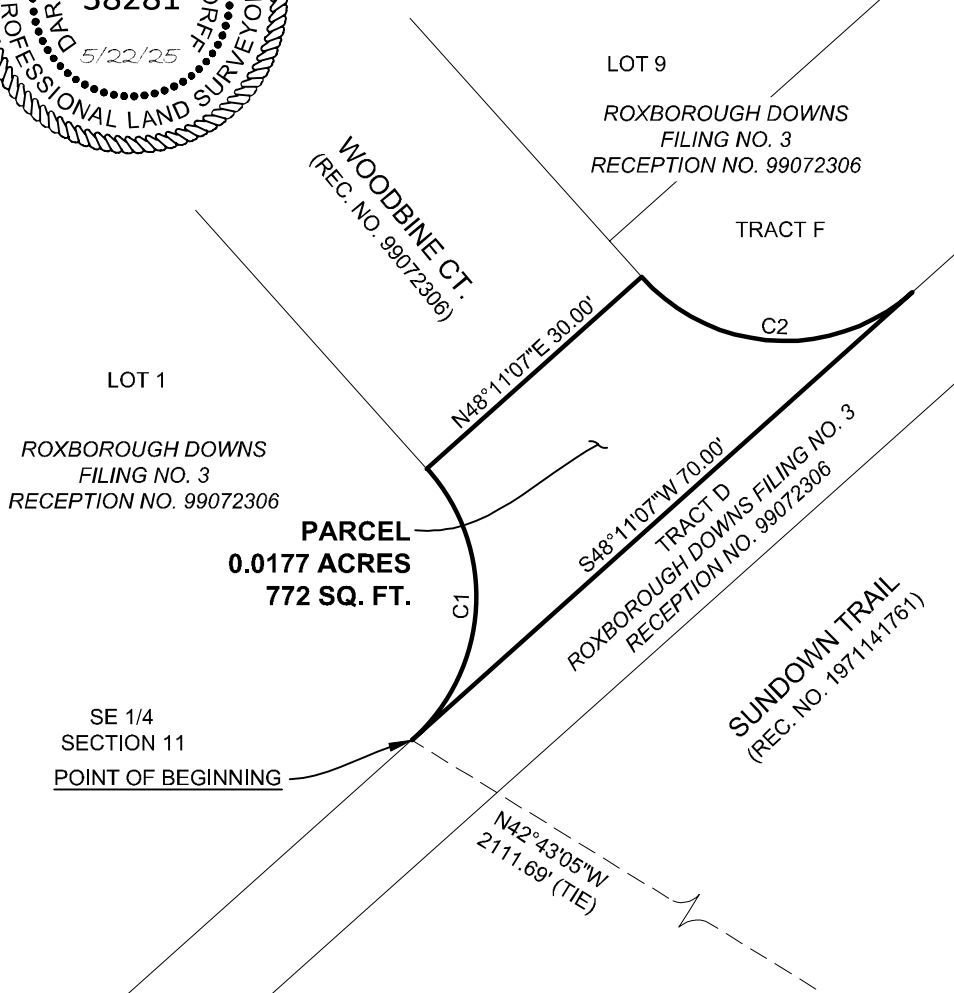 38281
5/22/25
PROFESSIONAL LAND SURVEYOR
LOT 9
ROXBOROUGH DOWNS
FILING NO. 3
RECEPTION NO. 99072306
TRACT F
WOODBINE CT.
(REC. NO. 99072306)
N48°11'07"E 30.00'
C2
LOT 1
ROXBOROUGH DOWNS
FILING NO. 3
RECEPTION NO. 99072306
PARCEL
0.0177 ACRES
772 SQ. FT.
C1
S48°11'07"W 70.00'
TRACT D
ROXBOROUGH DOWNS FILING NO. 3
RECEPTION NO. 99072306
SUNDOWN TRAIL
(REC. NO. 1971141761)
SE 1/4
SECTION 11
POINT OF BEGINNING
N42°43'05"W
2111.69' (TIE)